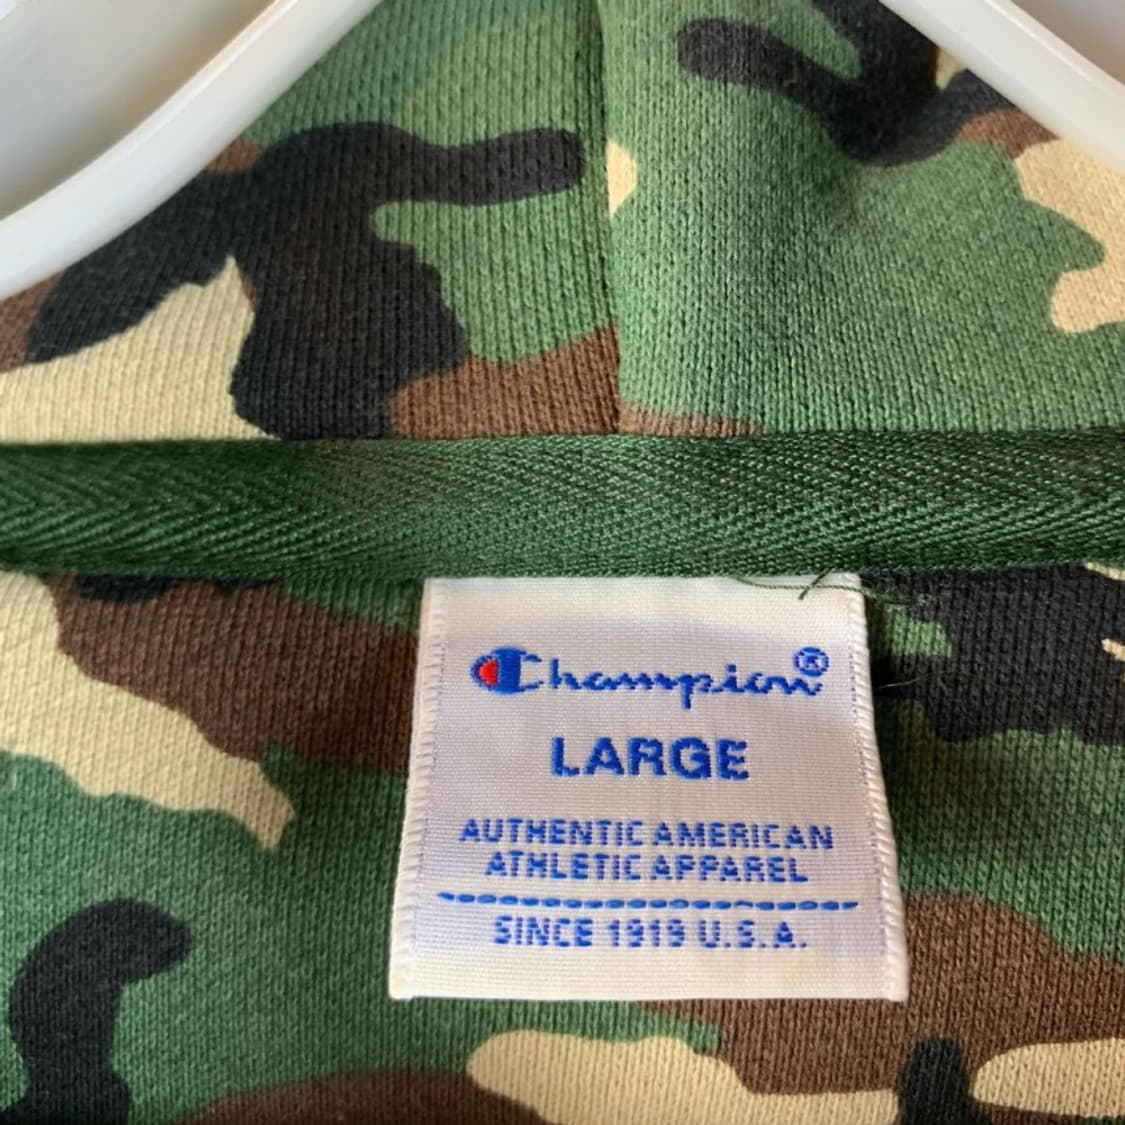 Champion®
LARGE
AUTHENTIC AMERICAN
ATHLETIC APPAREL
SINCE 1919 U.S.A.